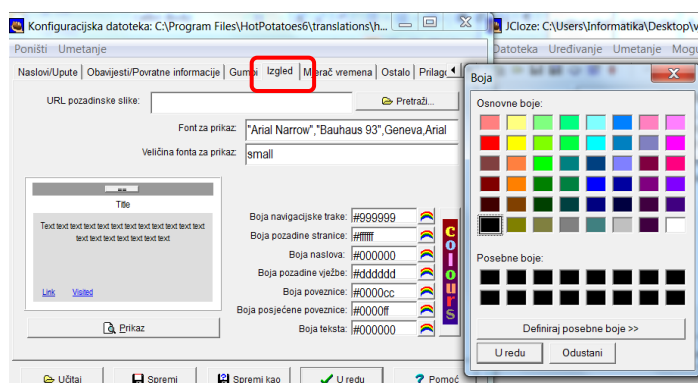 Konfiguracijska datoteka: C:\Program Files\HotPotatoes6\translations\h...
Poništi Umetanje
Naslovi/Upute Obavijesti/Povratne informacije Gumbi Izgled Mjerač vremena Ostalo Prilago
URL pozadinske slike: Pretraži...
Font za prikaz: "Arial Narrow","Bauhaus 93",Geneva,Arial
Veličina fonta za prikaz: small
==
Title
Text text text text text text text text text text text text
text text text text text text text
Link Visited
Prikaz
Boja navigacijske trake: #999999
Boja pozadine stranice: #ffffff
Boja naslova: #000000
Boja pozadine vježbe: #dddddd
Boja poveznice: #0000cc
Boja posjećene poveznice: #0000ff
Boja teksta: #000000
colours
Učitaj Spremi Spremi kao U redu Pomoć
JCloze: C:\Users\Informatika\Desktop\v
Datoteka Uređivanje Umetanje Mogu
Boja
Osnovne boje:
Posebne boje:
Definiraj posebne boje >>
U redu Odustani